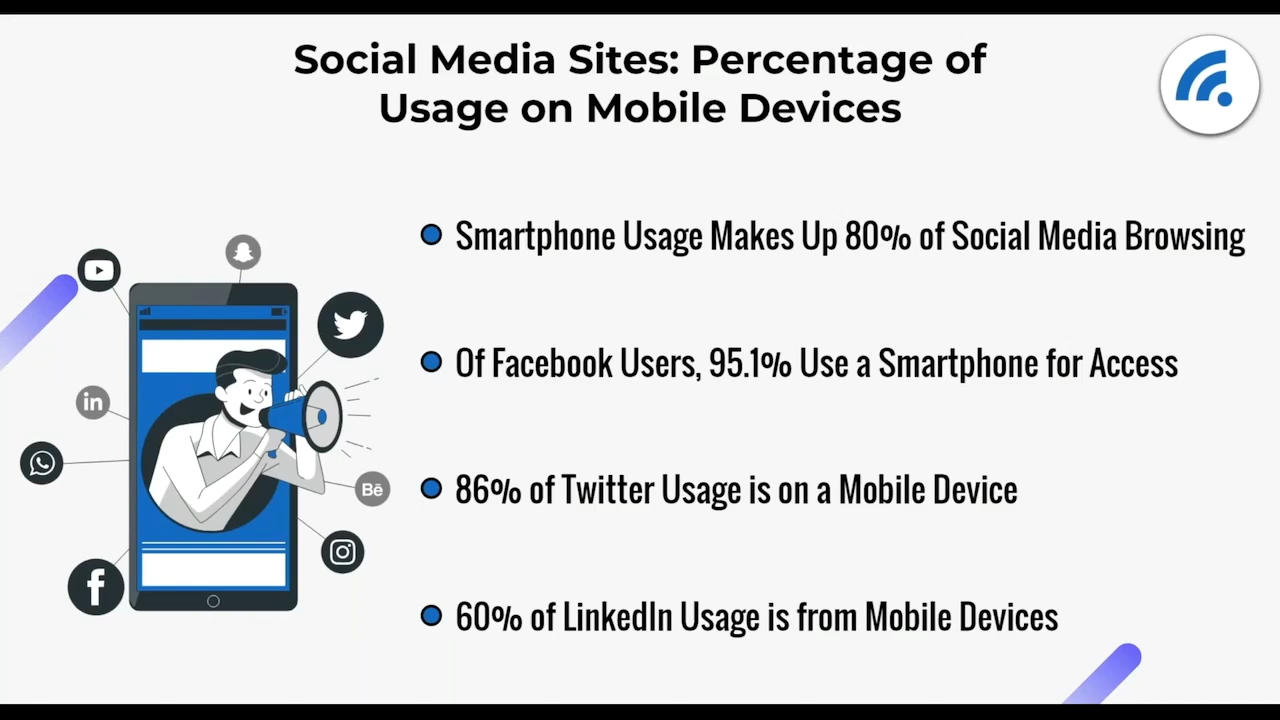 Social Media Sites: Percentage of
Usage on Mobile Devices
Smartphone Usage Makes Up 80% of Social Media Browsing
Of Facebook Users, 95.1% Use a Smartphone for Access
86% of Twitter Usage is on a Mobile Device
60% of LinkedIn Usage is from Mobile Devices
in
Bē
f